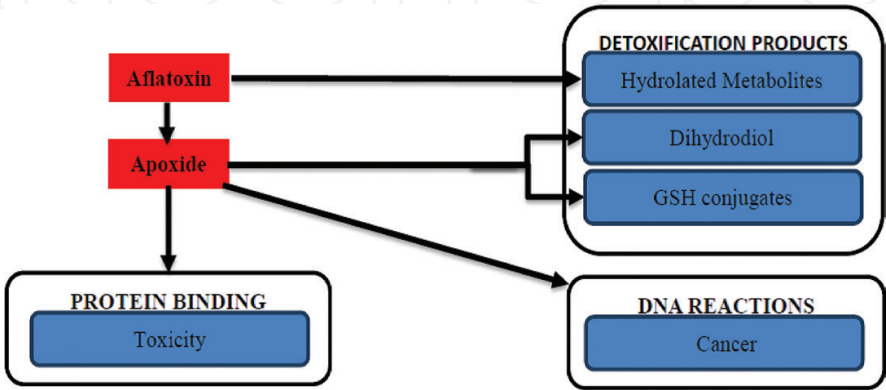 DETOXIFICATION PRODUCTS
Aflatoxin
Hydrolated Metabolites
Dihydrodiol
Apoxide
GSH conjugates
PROTEIN BINDING
Toxicity
DNA REACTIONS
Cancer